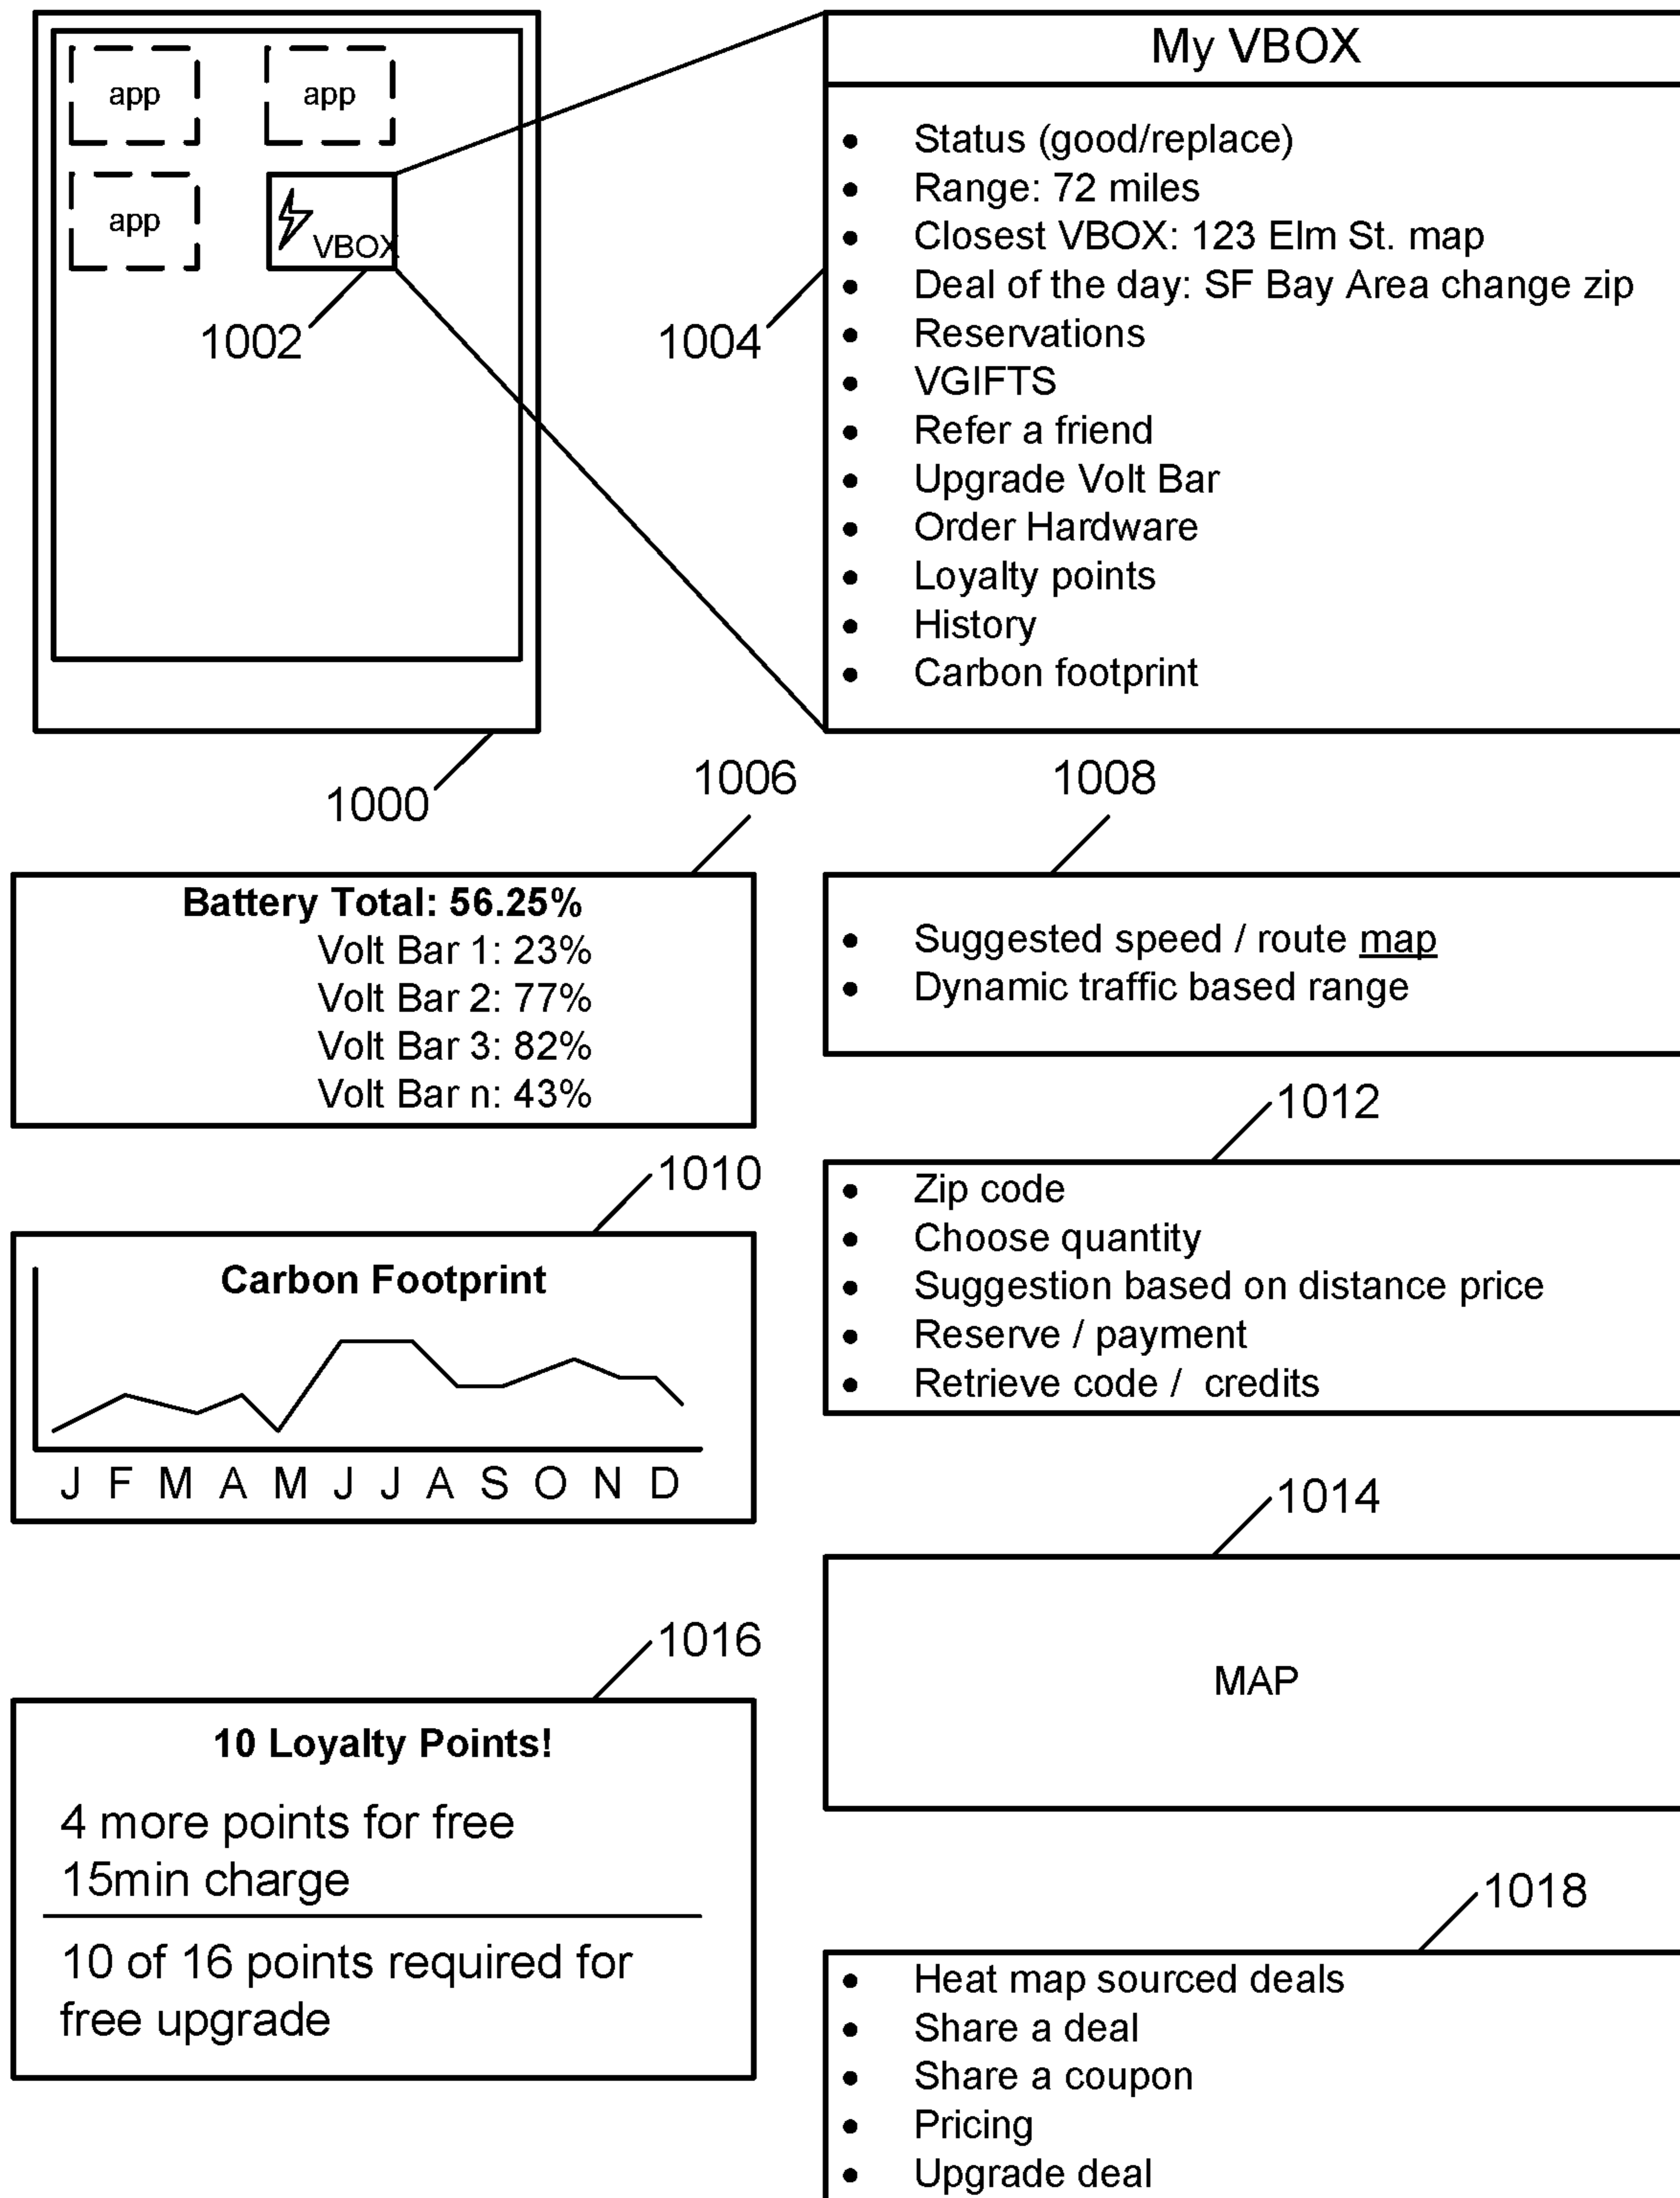 app
app
app
VBOX
1002
1000
My VBOX
• Status (good/replace)
• Range: 72 miles
• Closest VBOX: 123 Elm St. map
• Deal of the day: SF Bay Area change zip
• Reservations
• VGIFTS
• Refer a friend
• Upgrade Volt Bar
• Order Hardware
• Loyalty points
• History
• Carbon footprint
1004
1006
Battery Total: 56.25%
Volt Bar 1: 23%
Volt Bar 2: 77%
Volt Bar 3: 82%
Volt Bar n: 43%
1008
• Suggested speed / route map
• Dynamic traffic based range
1010
Carbon Footprint
J F M A M J J A S O N D
1012
• Zip code
• Choose quantity
• Suggestion based on distance price
• Reserve / payment
• Retrieve code / credits
1014
MAP
1016
10 Loyalty Points!
4 more points for free
15min charge
10 of 16 points required for
free upgrade
1018
• Heat map sourced deals
• Share a deal
• Share a coupon
• Pricing
• Upgrade deal